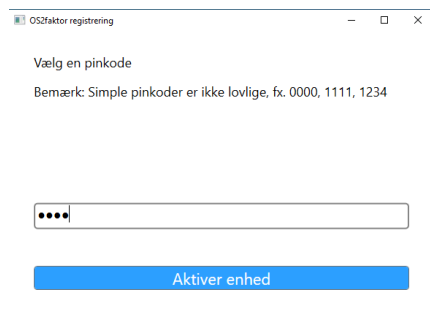 OS2faktor registrering
Vælg en pinkode
Bemærk: Simple pinkoder er ikke lovlige, fx. 0000, 1111, 1234
••••
Aktiver enhed